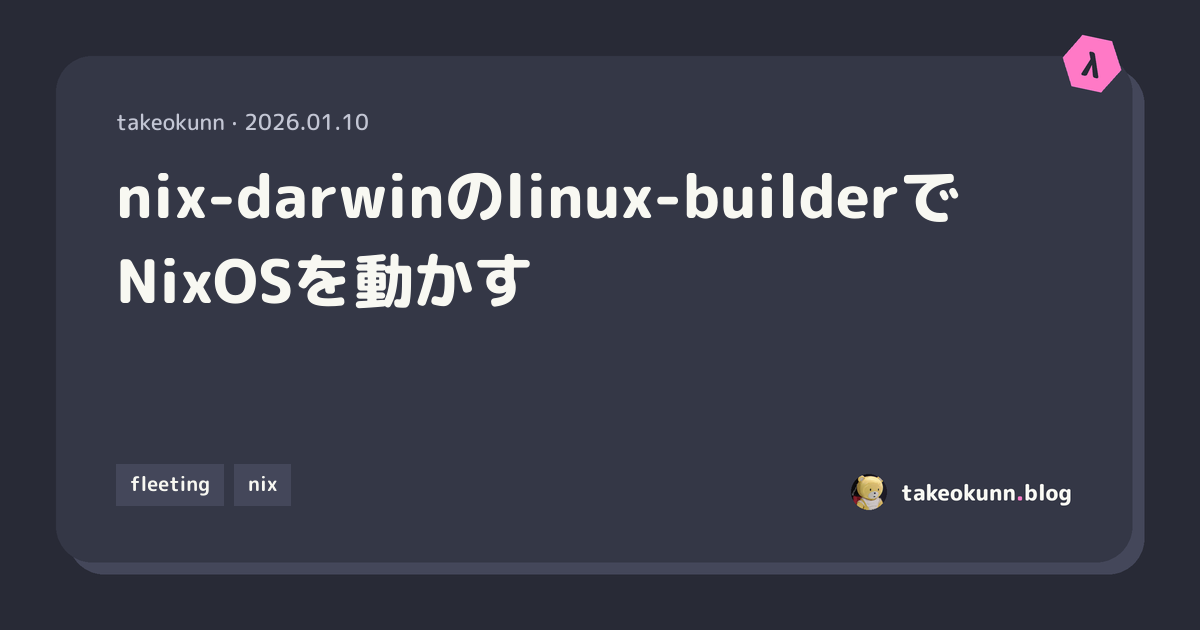 λ
takeokunn · 2026.01.10
nix-darwinのlinux-builderで
NixOSを動かす
fleeting
nix
takeokunn.blog